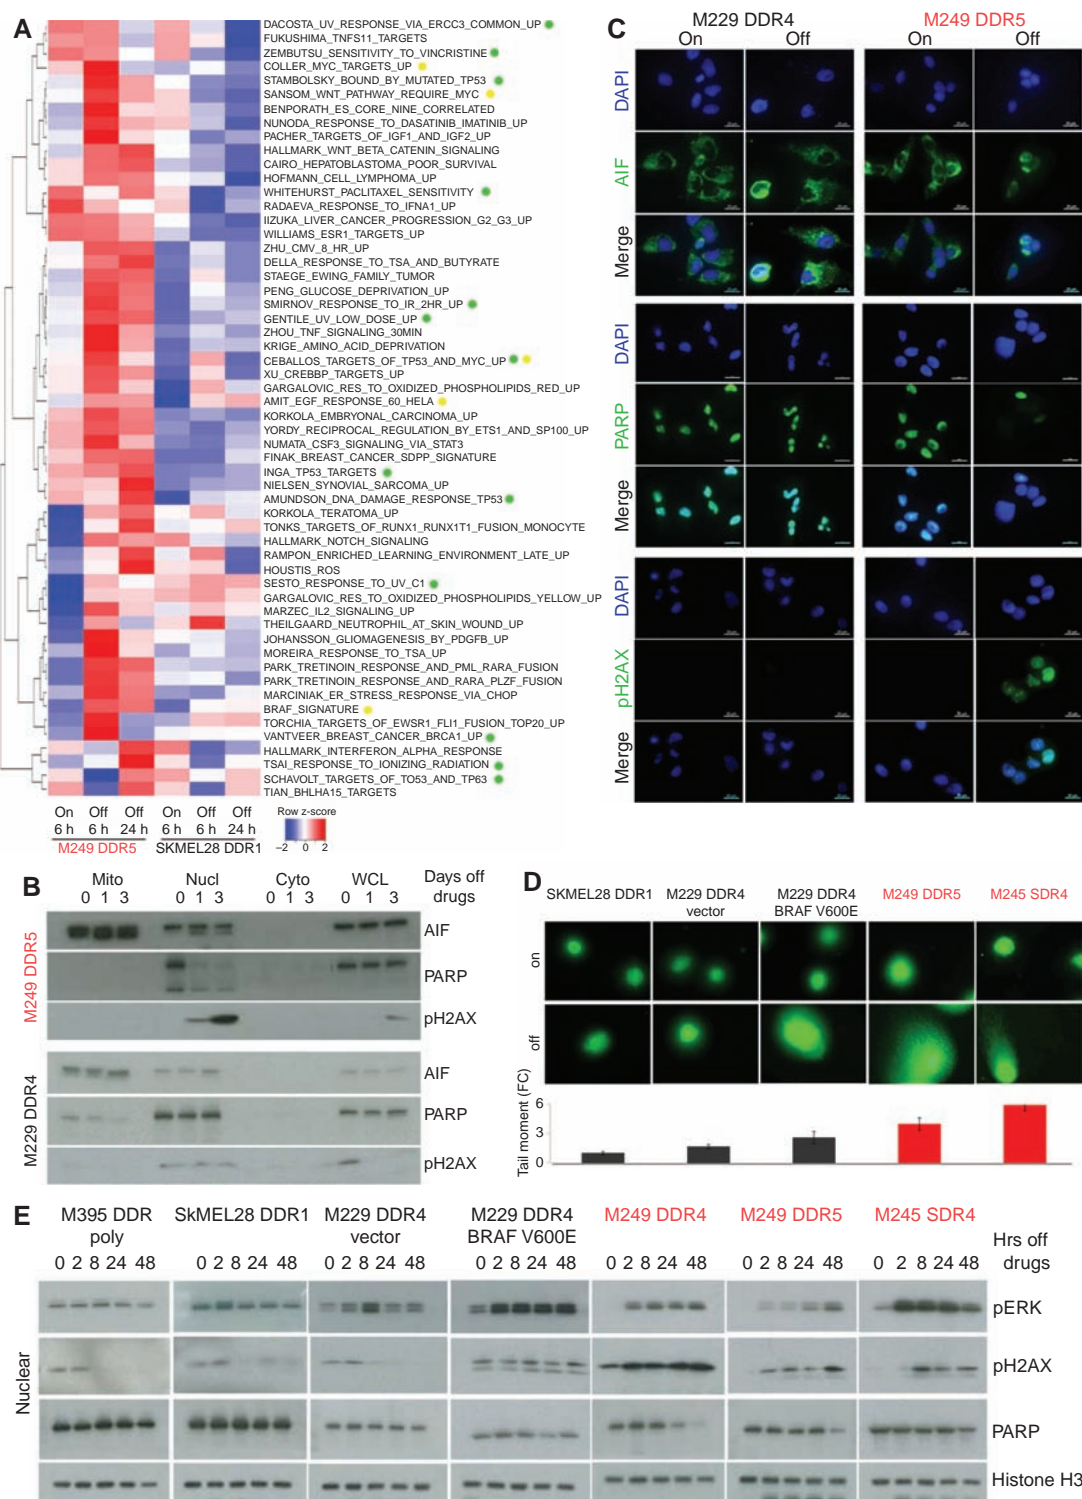 A
DACOSTA_UV_RESPONSE_VIA_ERCC3_COMMON_UP
FUKUSHIMA_TNFS11_TARGETS
ZEMBUTSU_SENSITIVITY_TO_VINCRISTINE
COLLER_MYC_TARGETS_UP
STAMBOLSKY_BOUND_BY_MUTATED_TP53
SANSOM_WNT_PATHWAY_REQUIRE_MYC
BENPORATH_ES_CORE_NINE_CORRELATED
NUNODA_RESPONSE_TO_DASATINIB_IMATINIB_UP
PACHER_TARGETS_OF_IGF1_AND_IGF2_UP
HALLMARK_WNT_BETA_CATENIN_SIGNALING
CAIRO_HEPATOBLASTOMA_POOR_SURVIVAL
HOFMANN_CELL_LYMPHOMA_UP
WHITEHURST_PACLITAXEL_SENSITIVITY
RADAEVA_RESPONSE_TO_IFNA1_UP
IIZUKA_LIVER_CANCER_PROGRESSION_G2_G3_UP
WILLIAMS_ESR1_TARGETS_UP
ZHU_CMV_8_HR_UP
DELLA_RESPONSE_TO_TSA_AND_BUTYRATE
STAEGE_EWING_FAMILY_TUMOR
PENG_GLUCOSE_DEPRIVATION_UP
SMIRNOV_RESPONSE_TO_IR_2HR_UP
GENTILE_UV_LOW_DOSE_UP
ZHOU_TNF_SIGNALING_30MIN
KRIGE_AMINO_ACID_DEPRIVATION
CEBALLOS_TARGETS_OF_TP53_AND_MYC_UP
XU_CREBBP_TARGETS_UP
GARGALOVIC_RES_TO_OXIDIZED_PHOSPHOLIPIDS_RED_UP
AMIT_EGF_RESPONSE_60_HELA
KORKOLA_EMBRYONAL_CARCINOMA_UP
YORDY_RECIPROCAL_REGULATION_BY_ETS1_AND_SP100_UP
NUMATA_CSF3_SIGNALING_VIA_STAT3
FINAK_BREAST_CANCER_SDPP_SIGNATURE
INGA_TP53_TARGETS
NIELSEN_SYNOVIAL_SARCOMA_UP
AMUNDSON_DNA_DAMAGE_RESPONSE_TP53
KORKOLA_TERATOMA_UP
TONKS_TARGETS_OF_RUNX1_RUNX1T1_FUSION_MONOCYTE
HALLMARK_NOTCH_SIGNALING
RAMPON_ENRICHED_LEARNING_ENVIRONMENT_LATE_UP
HOUSTIS_ROS
SESTO_RESPONSE_TO_UV_C1
GARGALOVIC_RES_TO_OXIDIZED_PHOSPHOLIPIDS_YELLOW_UP
MARZEC_IL2_SIGNALING_UP
THEILGAARD_NEUTROPHIL_AT_SKIN_WOUND_UP
JOHANSSON_GLIOMAGENESIS_BY_PDGFB_UP
MOREIRA_RESPONSE_TO_TSA_UP
PARK_TRETINOIN_RESPONSE_AND_PML_RARA_FUSION
PARK_TRETINOIN_RESPONSE_AND_RARA_PLZF_FUSION
MARCINIAK_ER_STRESS_RESPONSE_VIA_CHOP
BRAF_SIGNATURE
TORCHIA_TARGETS_OF_EWSR1_FLI1_FUSION_TOP20_UP
VANTVEER_BREAST_CANCER_BRCA1_UP
HALLMARK_INTERFERON_ALPHA_RESPONSE
TSAI_RESPONSE_TO_IONIZING_RADIATION
SCHAVOLT_TARGETS_OF_TO53_AND_TP63
TIAN_BHLHA15_TARGETS
On Off Off On Off Off
6 h 6 h 24 h 6 h 6 h 24 h
M249 DDR5 SKMEL28 DDR1
Row z-score
−2 0 2
C
M229 DDR4 M249 DDR5
On Off On Off
DAPI
AIF
Merge
DAPI
PARP
Merge
DAPI
pH2AX
Merge
B
Mito Nucl Cyto WCL Days off
0 1 3 0 1 3 0 1 3 0 1 3 drugs
M249 DDR5
AIF
PARP
pH2AX
M229 DDR4
AIF
PARP
pH2AX
D
SKMEL28 DDR1 M229 DDR4 M229 DDR4 M249 DDR5 M245 SDR4
vector BRAF V600E
on
off
Tail moment (FC)
6
3
0
E
M395 DDR SkMEL28 DDR1 M229 DDR4 M229 DDR4 M249 DDR4 M249 DDR5 M245 SDR4
poly vector BRAF V600E
Hrs off
0 2 8 24 48 0 2 8 24 48 0 2 8 24 48 0 2 8 24 48 0 2 8 24 48 0 2 8 24 48 0 2 8 24 48 drugs
Nuclear
pERK
pH2AX
PARP
Histone H3